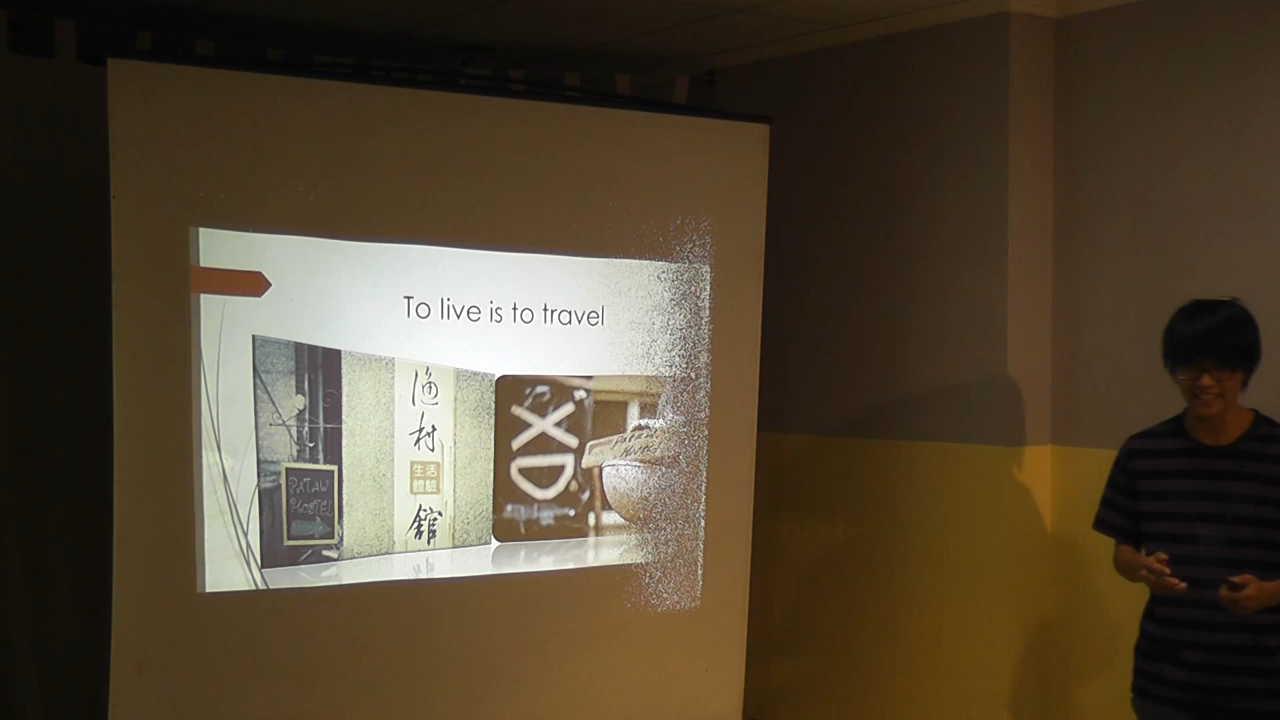 To live is to travel
PATAW
HOSTEL
漁
村
生活
體驗
館
XD